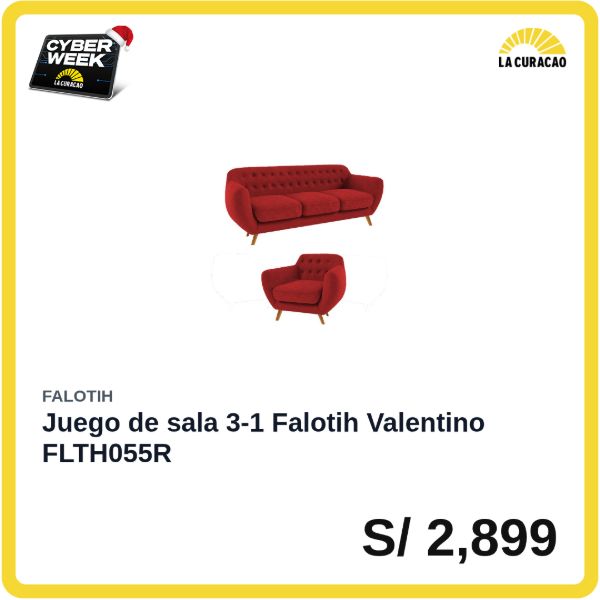 CYBER
WEEK
LA CURACAO
LA CURACAO
FALOTIH
Juego de sala 3-1 Falotih Valentino
FLTH055R
S/ 2,899